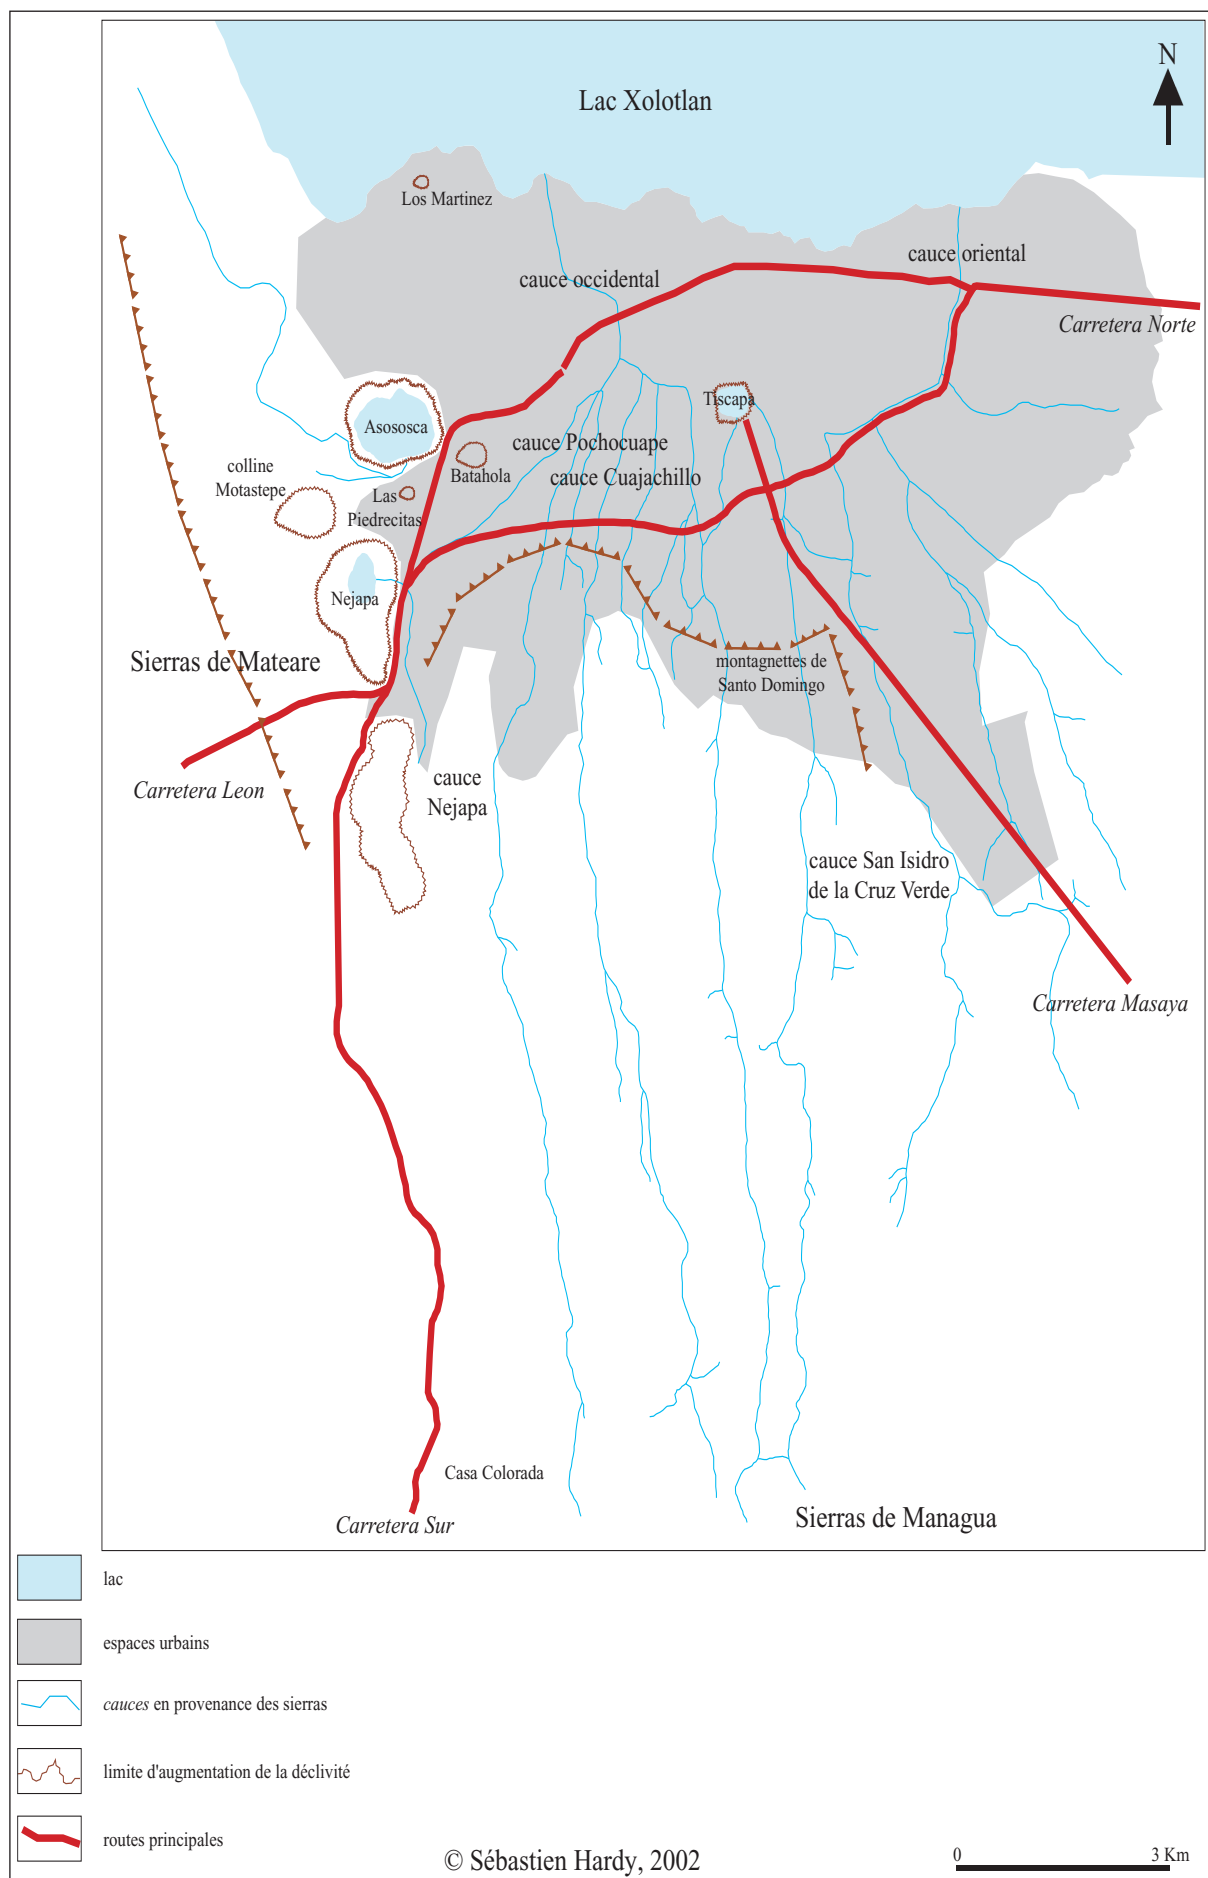 N
Lac Xolotlan
Los Martinez
cauce oriental
cauce occidental
Carretera Norte
Tiscapa
Asososca
cauce Pochocuape
colline
Motastepe
Batahola
cauce Cuajachillo
Las
Piedrecitas
Nejapa
Sierras de Mateare
montagnettes de
Santo Domingo
Carretera Leon
cauce
Nejapa
cauce San Isidro
de la Cruz Verde
Carretera Masaya
Casa Colorada
Carretera Sur
Sierras de Managua
lac
espaces urbains
cauces en provenance des sierras
limite d'augmentation de la déclivité
routes principales
© Sébastien Hardy, 2002
0 3 Km